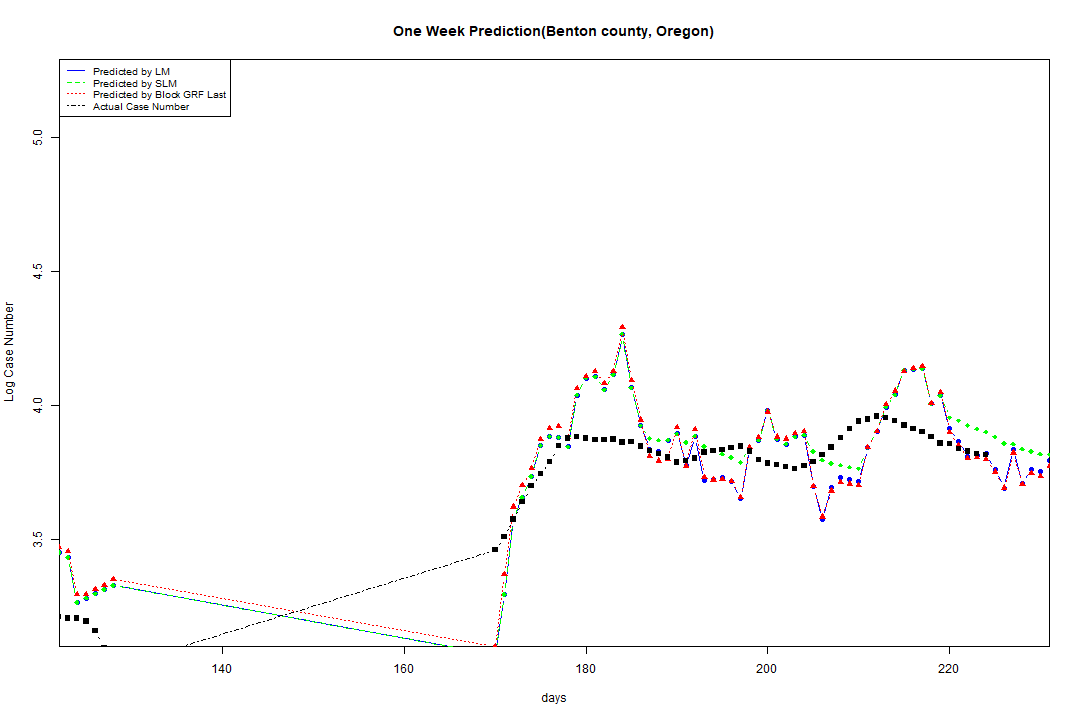 One Week Prediction(Benton county, Oregon)
Predicted by LM
Predicted by SLM
Predicted by Block GRF Last
Actual Case Number
5.0
4.5
4.0
3.5
Log Case Number
140 160 180 200 220
days